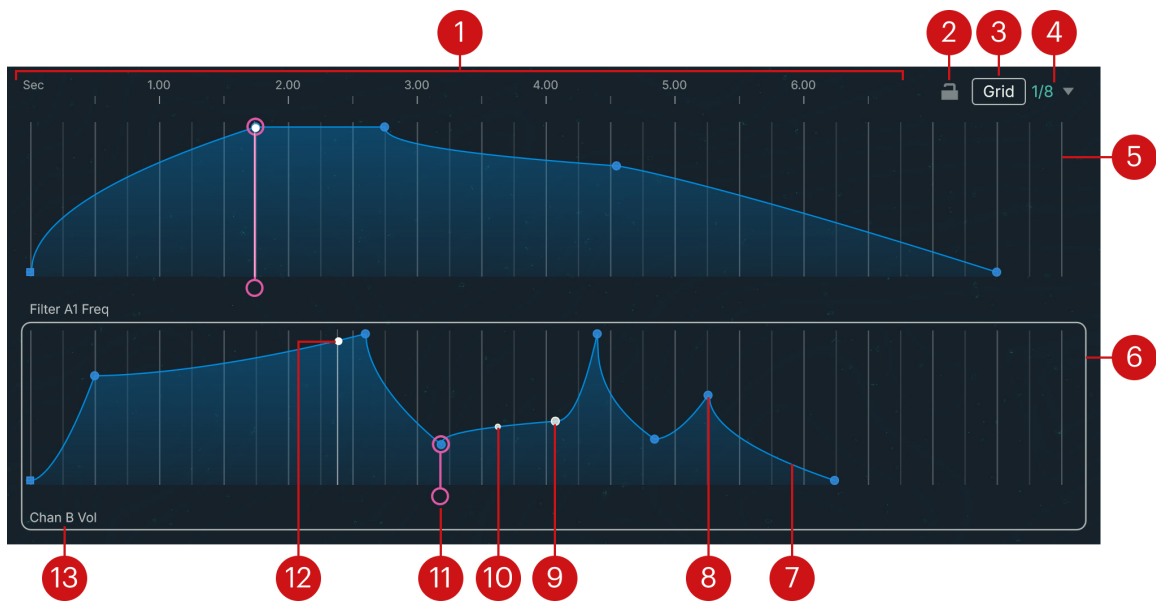 1 2 3 4
Sec 1.00 2.00 3.00 4.00 5.00 6.00 Grid 1/8
5
Filter A1 Freq
6
Chan B Vol
13 12 11 10 9 8 7